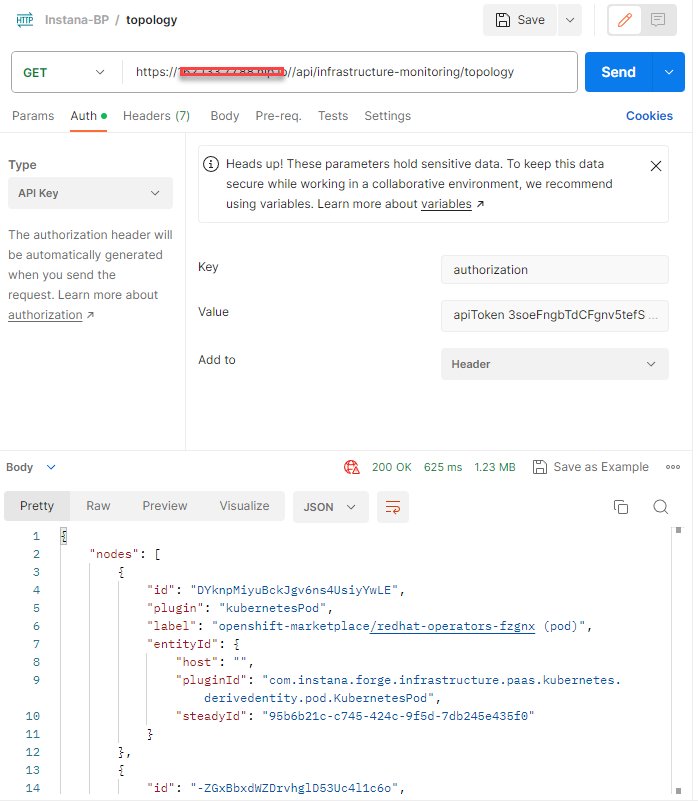 HTTP Instana-BP / topology Save
GET https:// //api/infrastructure-monitoring/topology Send
Params Auth Headers (7) Body Pre-req. Tests Settings Cookies
Type
API Key
The authorization header will
be automatically generated
when you send the
request. Learn more about
authorization ↗
Heads up! These parameters hold sensitive data. To keep this data
secure while working in a collaborative environment, we recommend
using variables. Learn more about variables ↗
Key authorization
Value apiToken 3soeFngbTdCFgnv5tefS ...
Add to Header
Body 200 OK 625 ms 1.23 MB Save as Example
Pretty Raw Preview Visualize JSON
1 {
2 "nodes": [
3 {
4 "id": "DYknpMiyuBckJgv6ns4UsiyYwLE",
5 "plugin": "kubernetesPod",
6 "label": "openshift-marketplace/redhat-operators-fzgnx (pod)",
7 "entityId": {
8 "host": "",
9 "pluginId": "com.instana.forge.infrastructure.paas.kubernetes.
derivedentity.pod.KubernetesPod",
10 "steadyId": "95b6b21c-c745-424c-9f5d-7db245e435f0"
11 }
12 },
13 {
14 "id": "-ZGxBbxdWZDrvhglD53Uc4l1c6o",